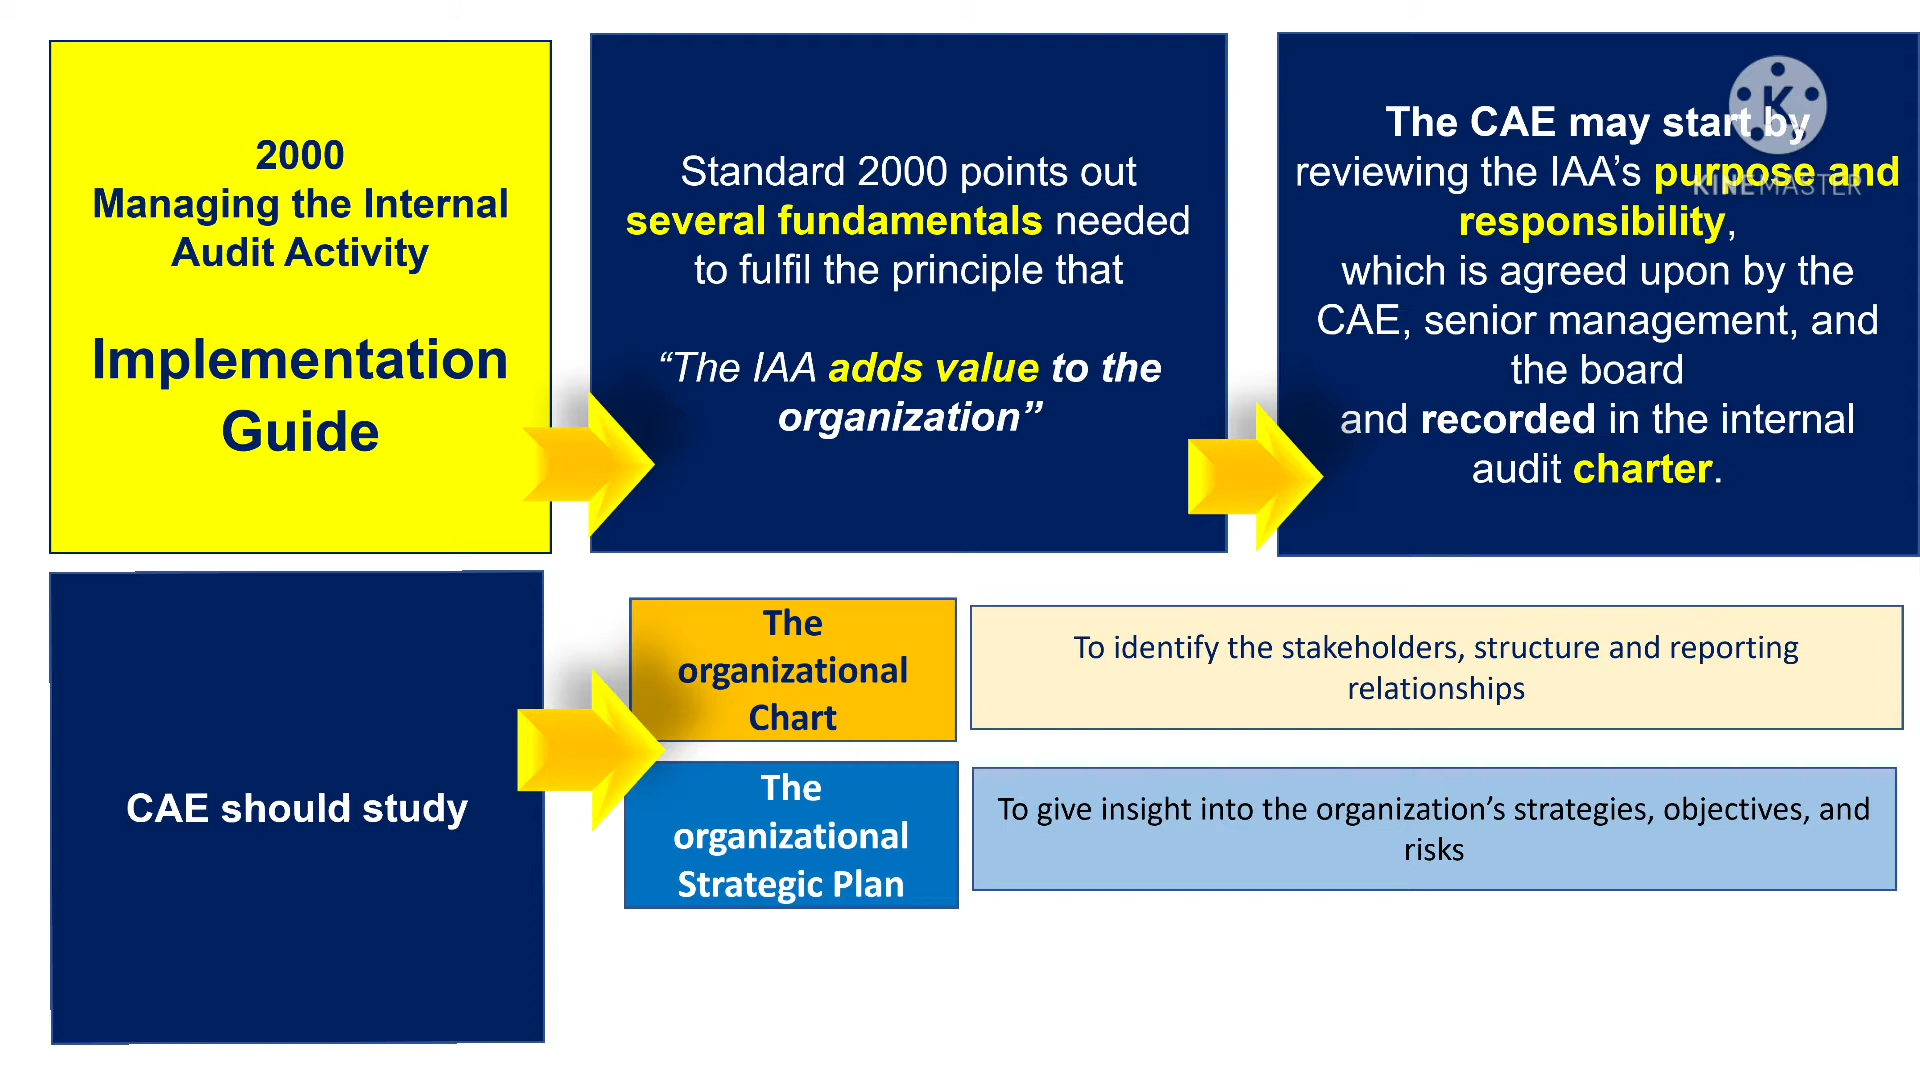 2000
Managing the Internal
Audit Activity
Implementation
Guide
Standard 2000 points out
several fundamentals needed
to fulfil the principle that
“The IAA adds value to the
organization”
The CAE may start by
reviewing the IAA’s purpose and
responsibility,
which is agreed upon by the
CAE, senior management, and
the board
and recorded in the internal
audit charter.
K
KINEMASTER
CAE should study
The
organizational
Chart
To identify the stakeholders, structure and reporting
relationships
The
organizational
Strategic Plan
To give insight into the organization’s strategies, objectives, and
risks